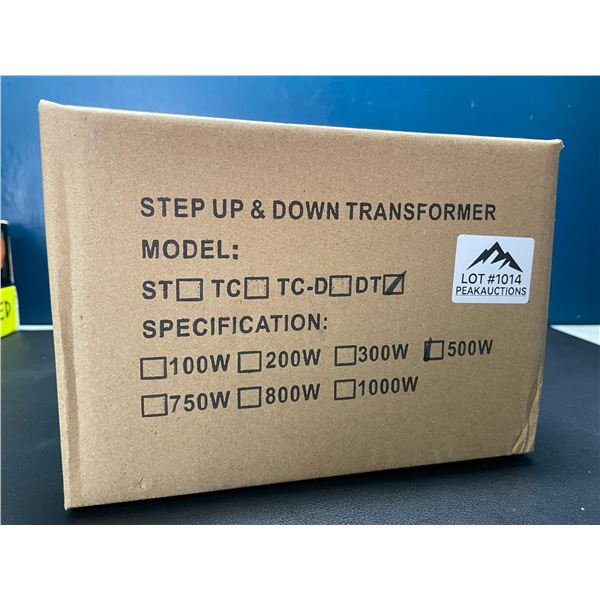 STEP UP & DOWN TRANSFORMER
MODEL:
ST☐ TC☐ TC-D☐ DT☑
SPECIFICATION:
☐100W ☐200W ☐300W ☑500W
☐750W ☐800W ☐1000W
LOT #1014
PEAKAUCTIONS
ED